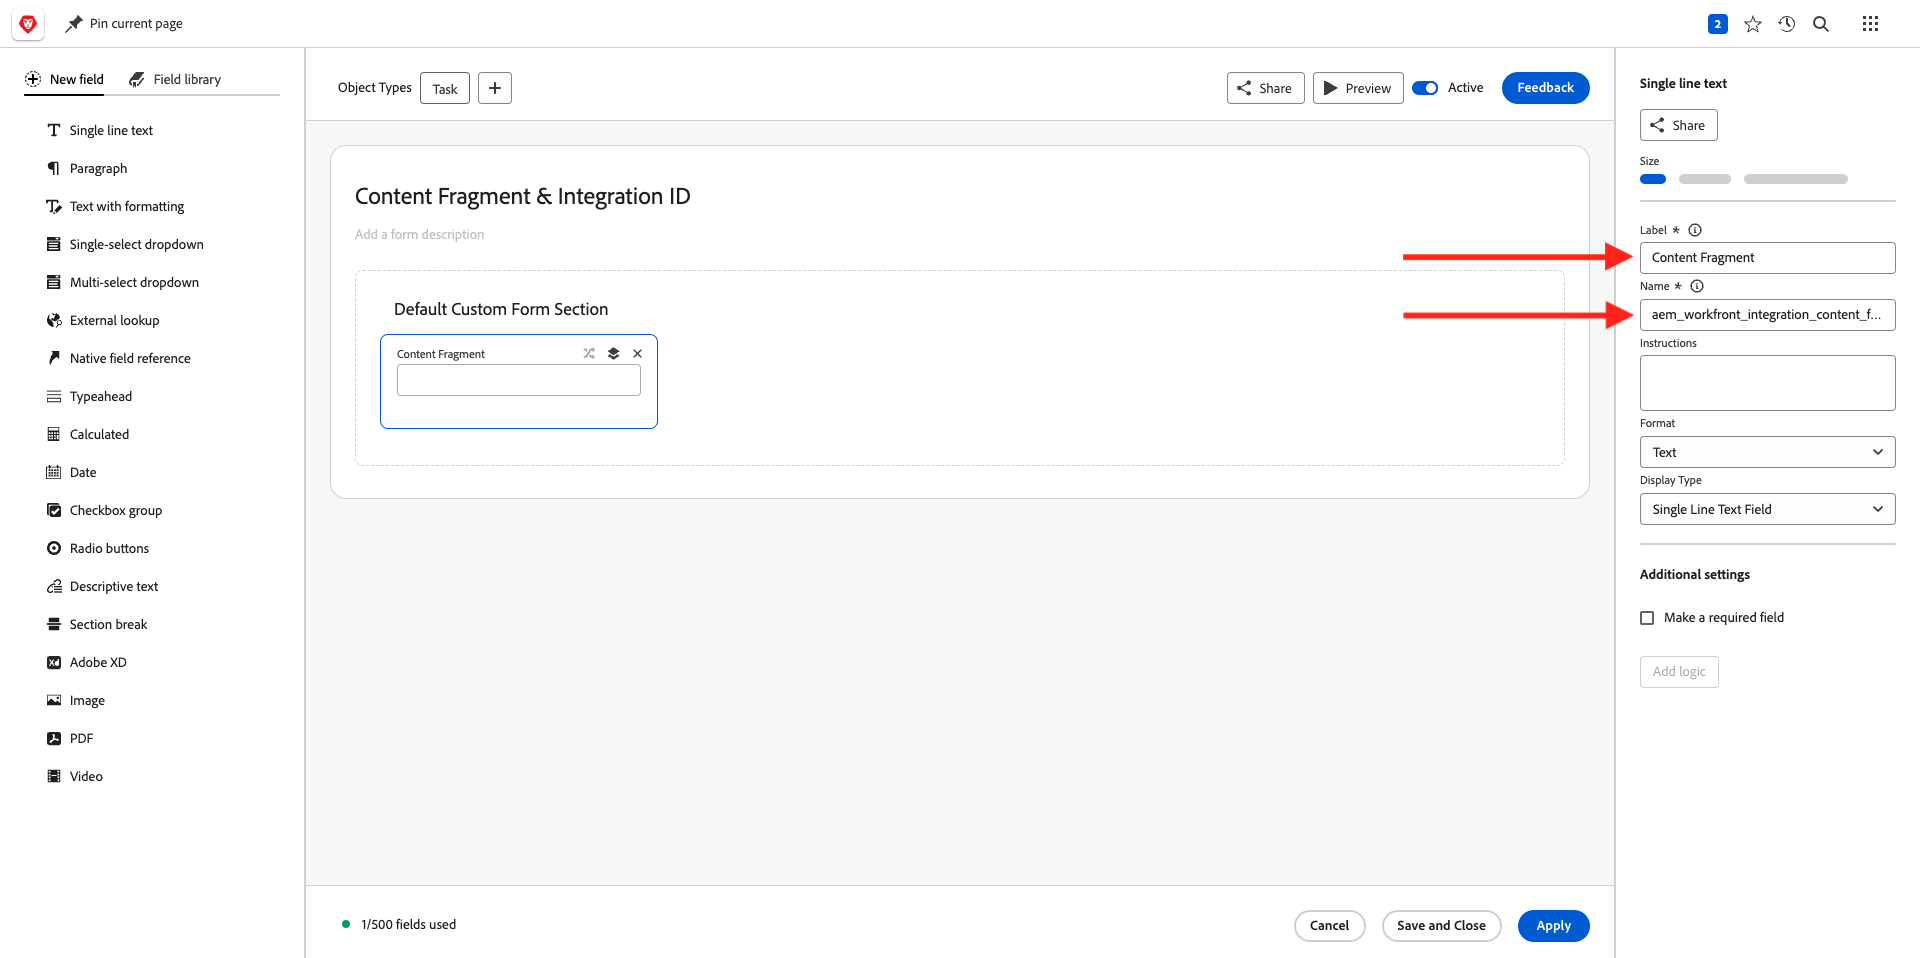 Pin current page
2
New field
Field library
Single line text
Paragraph
Text with formatting
Single-select dropdown
Multi-select dropdown
External lookup
Native field reference
Typeahead
Calculated
Date
Checkbox group
Radio buttons
Descriptive text
Section break
Adobe XD
Image
PDF
Video
Object Types
Task
Share
Preview
Active
Feedback
Content Fragment & Integration ID
Add a form description
Default Custom Form Section
Content Fragment
1/500 fields used
Cancel
Save and Close
Apply
Single line text
Share
Size
Label *
Content Fragment
Name *
aem_workfront_integration_content_f...
Instructions
Format
Text
Display Type
Single Line Text Field
Additional settings
Make a required field
Add logic